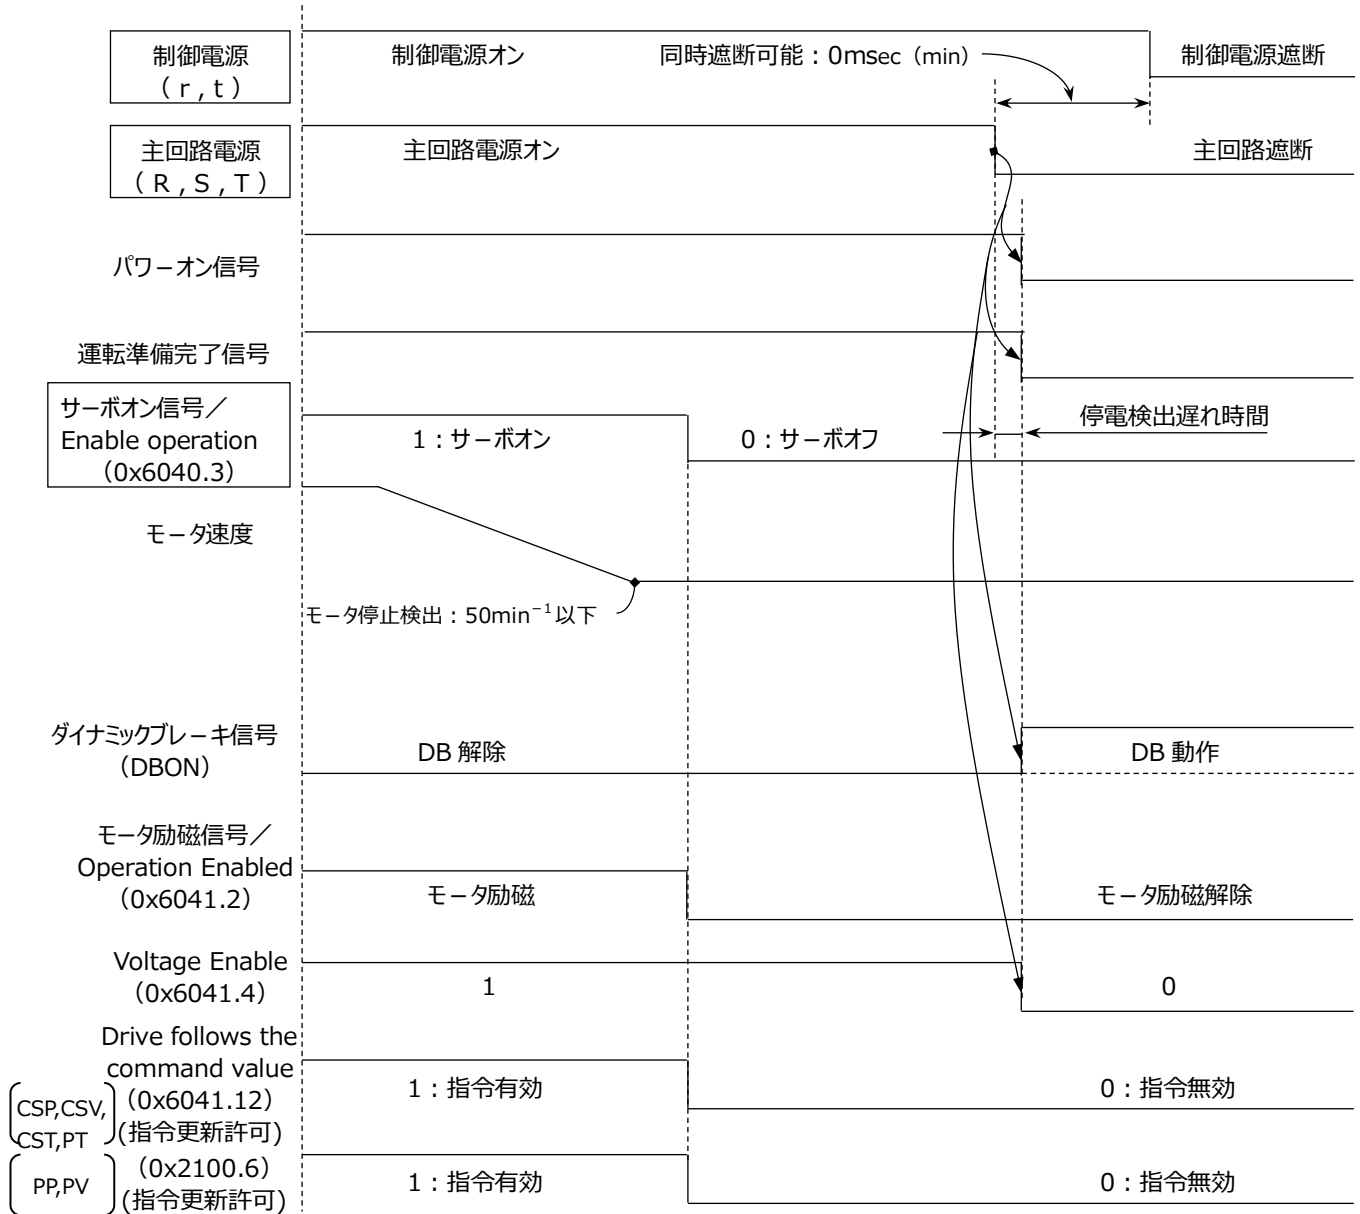 制御電源
（ r , t ）
制御電源オン
同時遮断可能：0msec（min）
制御電源遮断
主回路電源
（ R , S , T ）
主回路電源オン
主回路遮断
パワーオン信号
運転準備完了信号
サーボオン信号／
Enable operation
（0x6040.3）
1：サーボオン
0：サーボオフ
停電検出遅れ時間
モータ速度
モータ停止検出：50min⁻¹以下
ダイナミックブレーキ信号
（DBON）
DB 解除
DB 動作
モータ励磁信号／
Operation Enabled
（0x6041.2）
モータ励磁
モータ励磁解除
Voltage Enable
（0x6041.4）
1
0
Drive follows the
command value
（0x6041.12）
(指令更新許可)
CSP,CSV,
CST,PT
1：指令有効
0：指令無効
PP,PV
（0x2100.6）
(指令更新許可)
1：指令有効
0：指令無効